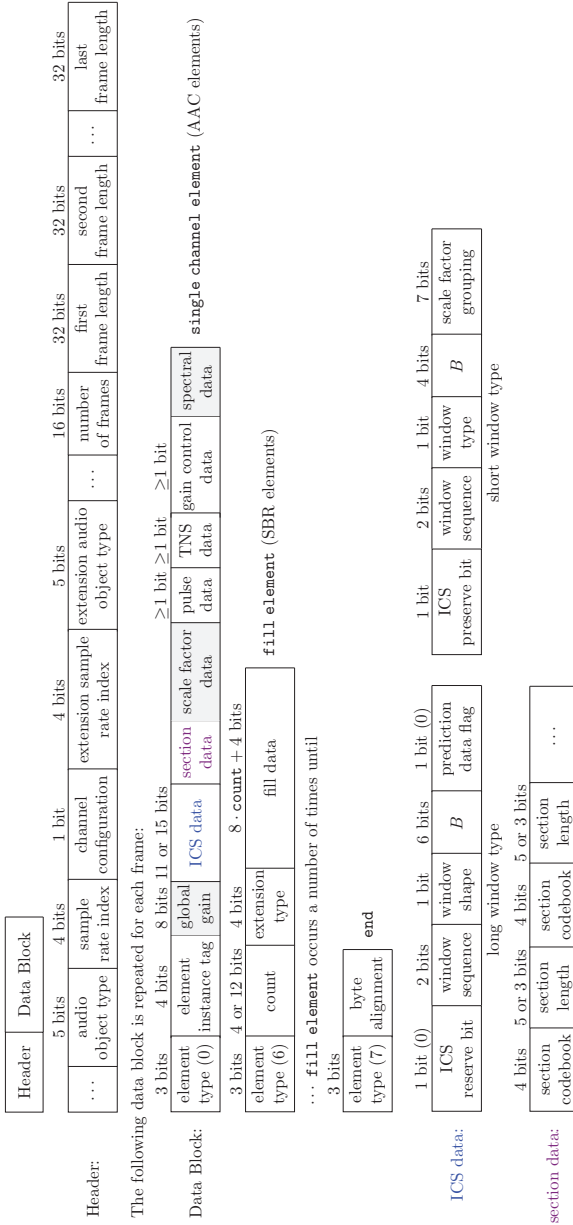 Header Data Block
5 bits 4 bits 1 bit 4 bits 5 bits 16 bits 32 bits 32 bits 32 bits
Header: ... audio object type sample rate index channel configuration extension sample rate index extension audio object type ... number of frames first frame length second frame length ... last frame length
The following data block is repeated for each frame:
3 bits 4 bits 8 bits 11 or 15 bits ≥1 bit ≥1 bit ≥1 bit
Data Block: element type (0) element instance tag global gain ICS data section data scale factor data pulse data TNS data gain control data spectral data single channel element (AAC elements)
3 bits 4 or 12 bits 4 bits 8 · count + 4 bits
element type (6) count extension type fill data fill element (SBR elements)
··· fill element occurs a number of times until
3 bits
element type (7) byte alignment end
1 bit (0) 2 bits 1 bit 6 bits 1 bit (0) 1 bit 2 bits 1 bit 4 bits 7 bits
ICS data: ICS reserve bit window sequence window shape B prediction data flag ICS preserve bit window sequence window type B scale factor grouping
long window type short window type
4 bits 5 or 3 bits 4 bits 5 or 3 bits
section data: section codebook section length section codebook section length ...